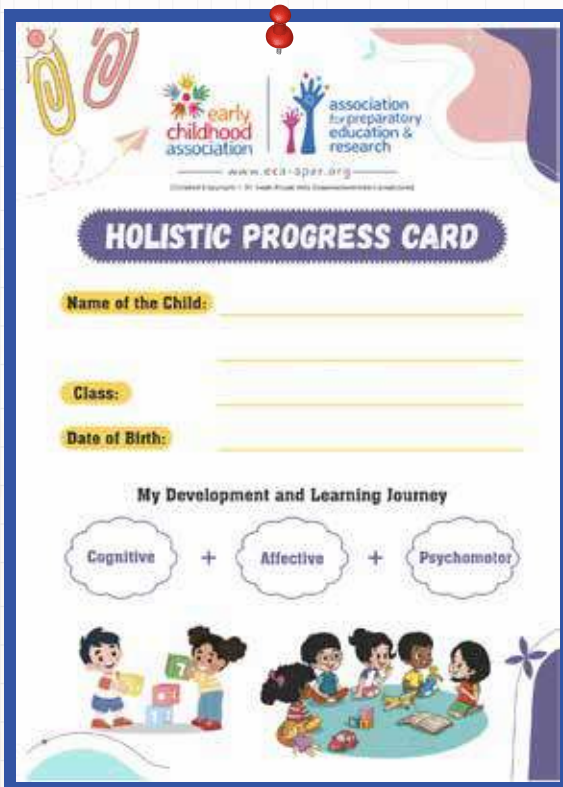 early
childhood
association
association
for preparatory
education &
research
www.eca-aper.org
HOLISTIC PROGRESS CARD
Name of the Child:
Class:
Date of Birth:
My Development and Learning Journey
Cognitive + Affective + Psychomotor